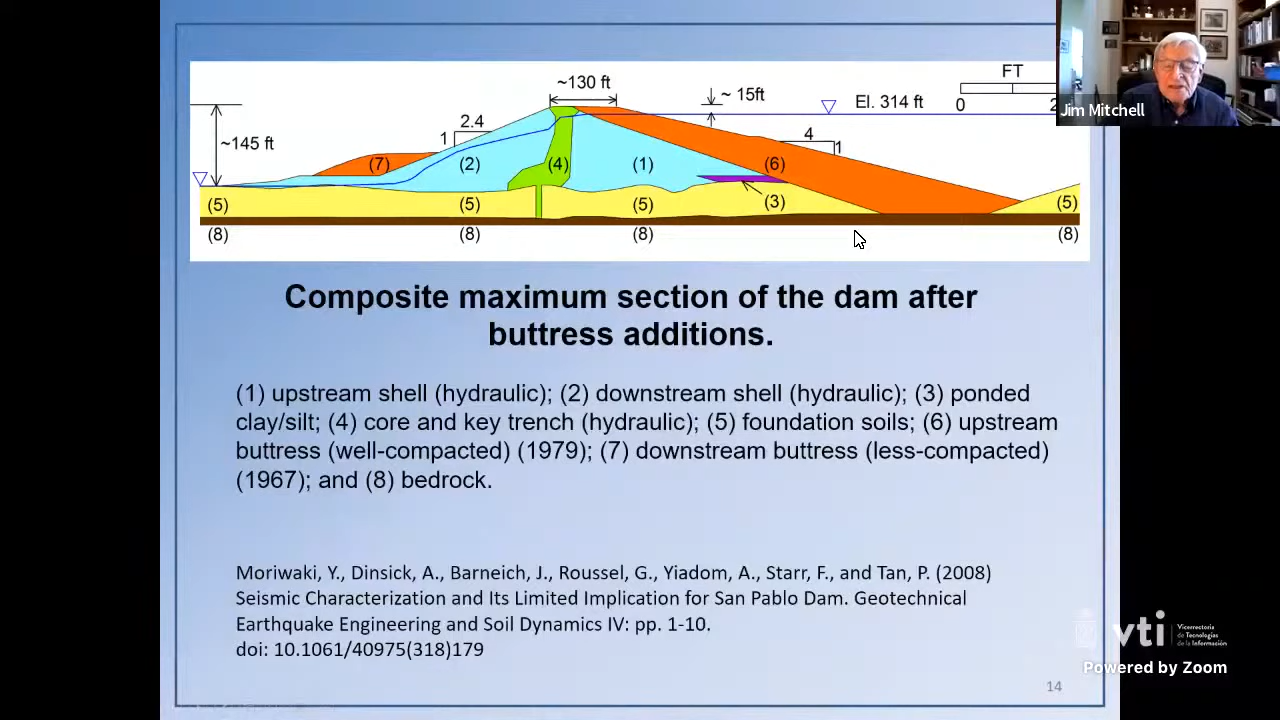 ~130 ft
~ 15ft
El. 314 ft
FT
0
Jim Mitchell
~145 ft
1
2.4
4
1
(7)
(2)
(4)
(1)
(6)
(3)
(5)
(5)
(5)
(5)
(8)
(8)
(8)
(8)
Composite maximum section of the dam after
buttress additions.
(1) upstream shell (hydraulic); (2) downstream shell (hydraulic); (3) ponded
clay/silt; (4) core and key trench (hydraulic); (5) foundation soils; (6) upstream
buttress (well-compacted) (1979); (7) downstream buttress (less-compacted)
(1967); and (8) bedrock.
Moriwaki, Y., Dinsick, A., Barneich, J., Roussel, G., Yiadom, A., Starr, F., and Tan, P. (2008)
Seismic Characterization and Its Limited Implication for San Pablo Dam. Geotechnical
Earthquake Engineering and Soil Dynamics IV: pp. 1-10.
doi: 10.1061/40975(318)179
vti
Vicerrectoría
de Tecnologías
de la Información
Powered by Zoom
14